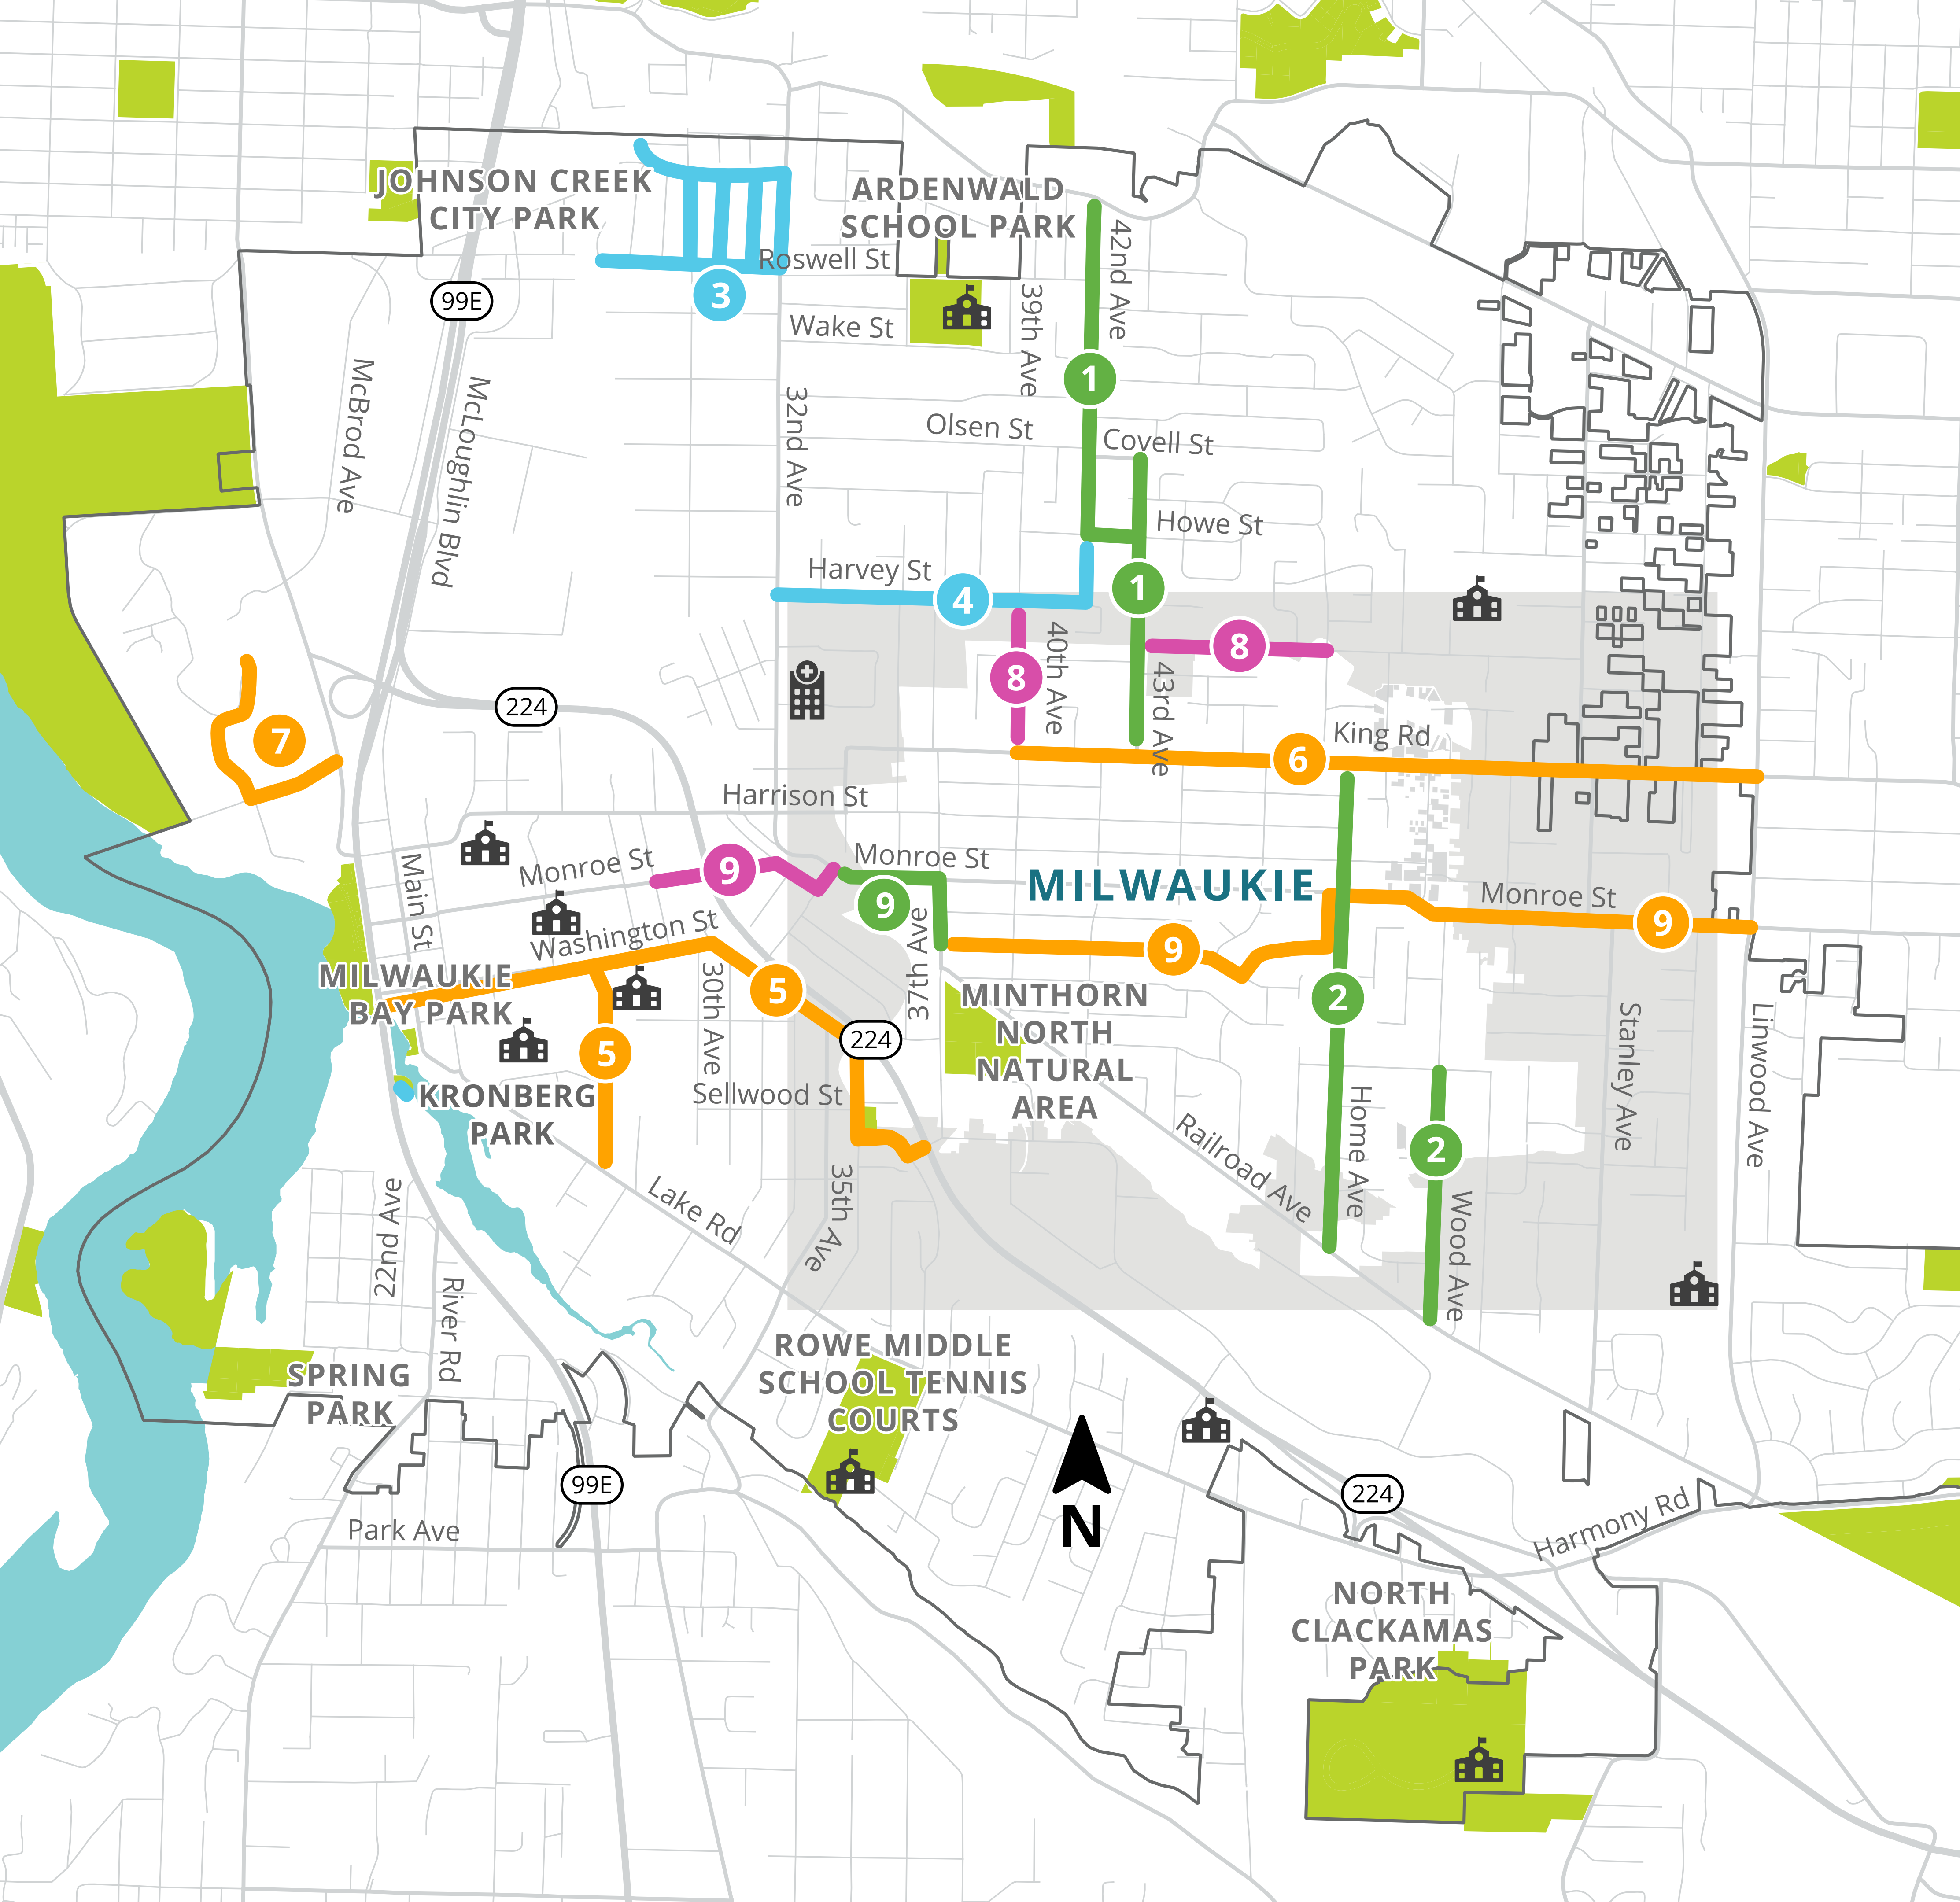 JOHNSON CREEK
CITY PARK
ARDENWALD
SCHOOL PARK
42nd Ave
Roswell St
3
99E
39th Ave
Wake St
1
McBrod Ave
McLoughlin Blvd
32nd Ave
Olsen St
Covell St
Howe St
Harvey St
4
1
8
8
40th Ave
43rd Ave
224
7
King Rd
6
Harrison St
Monroe St
9
Monroe St
9
MILWAUKIE
Monroe St
9
9
Main St
Washington St
37th Ave
MILWAUKIE
BAY PARK
30th Ave
5
2
MINTHORN
NORTH
NATURAL
AREA
Stanley Ave
Linwood Ave
224
5
KRONBERG
PARK
Sellwood St
Railroad Ave
Home Ave
2
Wood Ave
22nd Ave
Lake Rd
35th Ave
River Rd
SPRING
PARK
ROWE MIDDLE
SCHOOL TENNIS
COURTS
99E
N
224
Harmony Rd
Park Ave
NORTH
CLACKAMAS
PARK